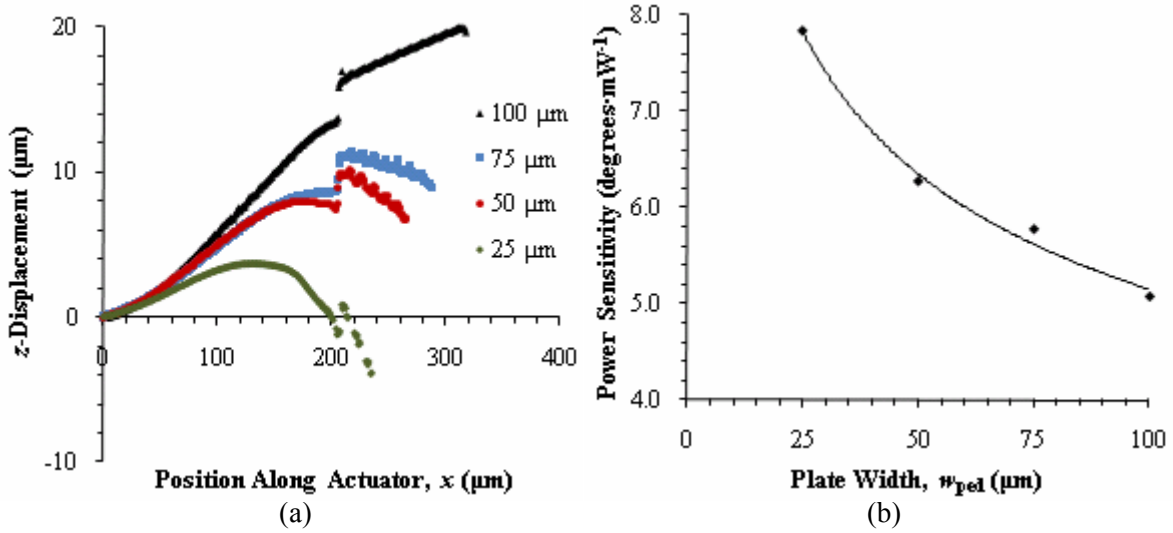 20
10
0
-10
0
100
200
300
400
z-Displacement (µm)
Position Along Actuator, x (µm)
100 µm
75 µm
50 µm
25 µm
(a)
8.0
7.0
6.0
5.0
4.0
0
25
50
75
100
Power Sensitivity (degrees·mW-1)
Plate Width, wped (µm)
(b)